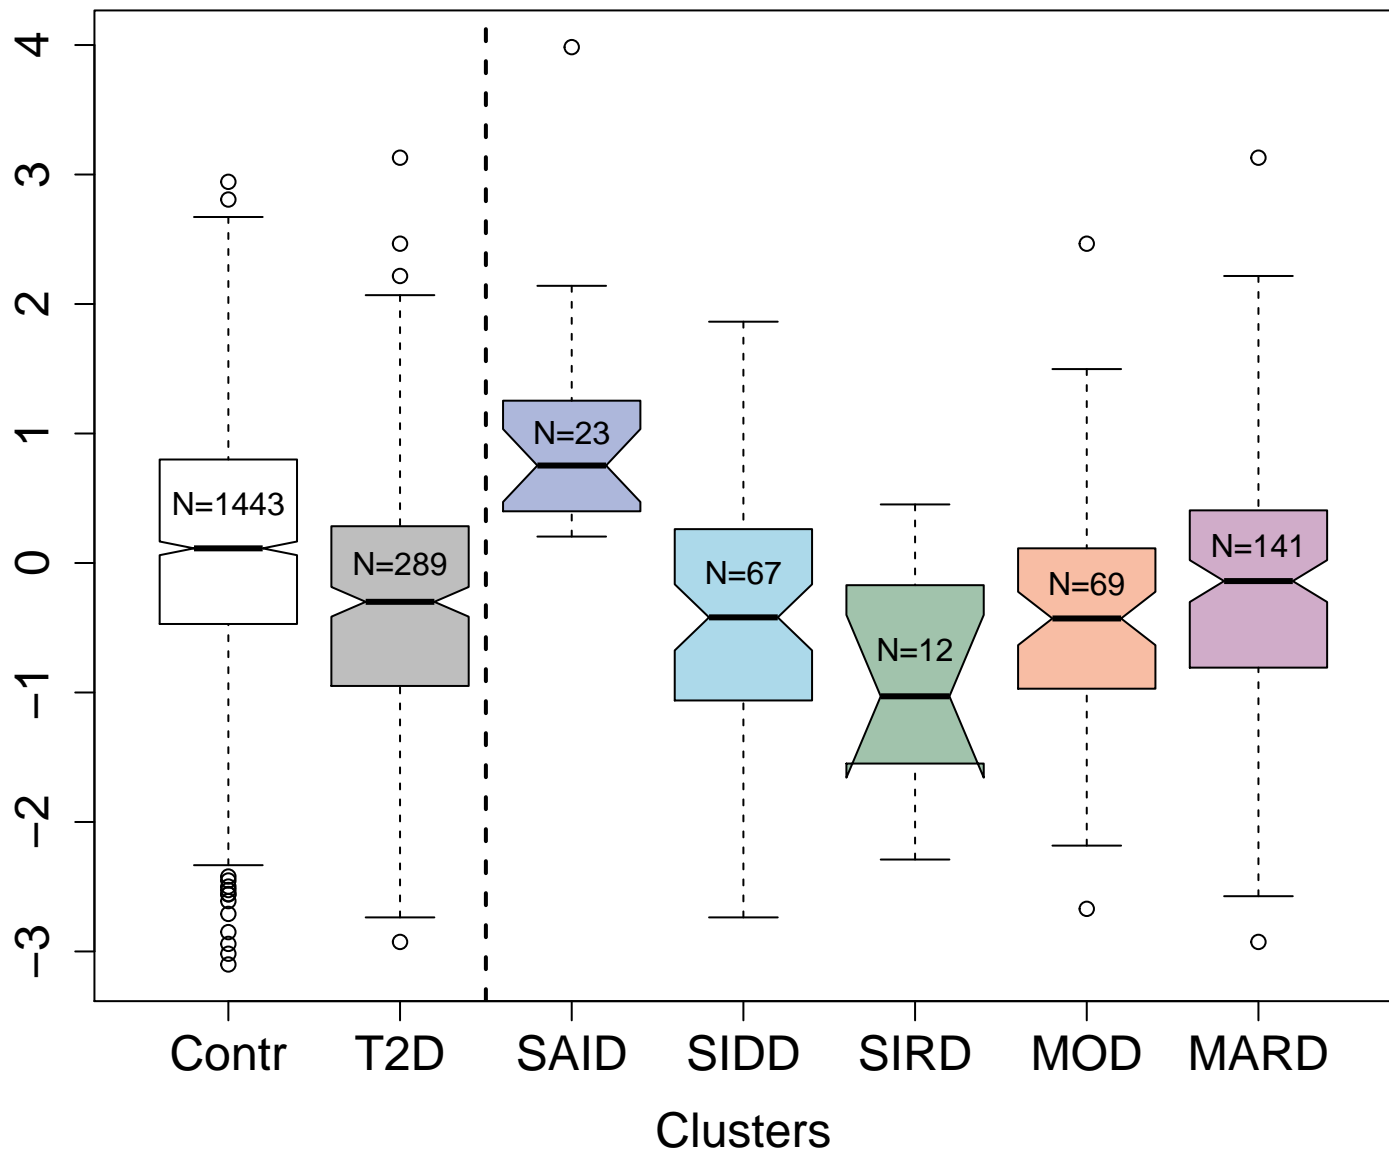 4
3
2
1
0
−1
−2
−3
N=1443
N=289
N=23
N=67
N=12
N=69
N=141
Contr T2D SAID SIDD SIRD MOD MARD
Clusters